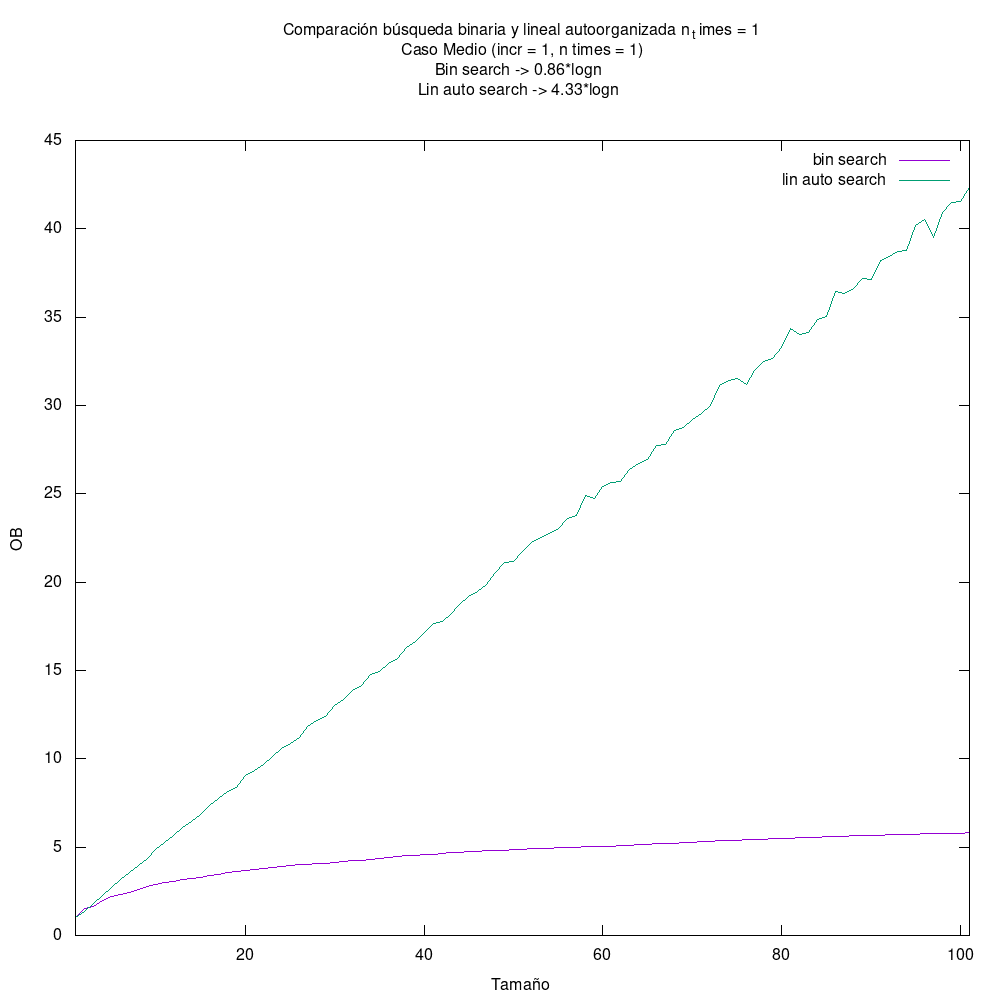 Comparación búsqueda binaria y lineal autoorganizada n_t imes = 1
Caso Medio (incr = 1, n times = 1)
Bin search -> 0.86*logn
Lin auto search -> 4.33*logn
bin search
lin auto search
45
40
35
30
25
20
15
10
5
0
OB
20 40 60 80 100
Tamaño